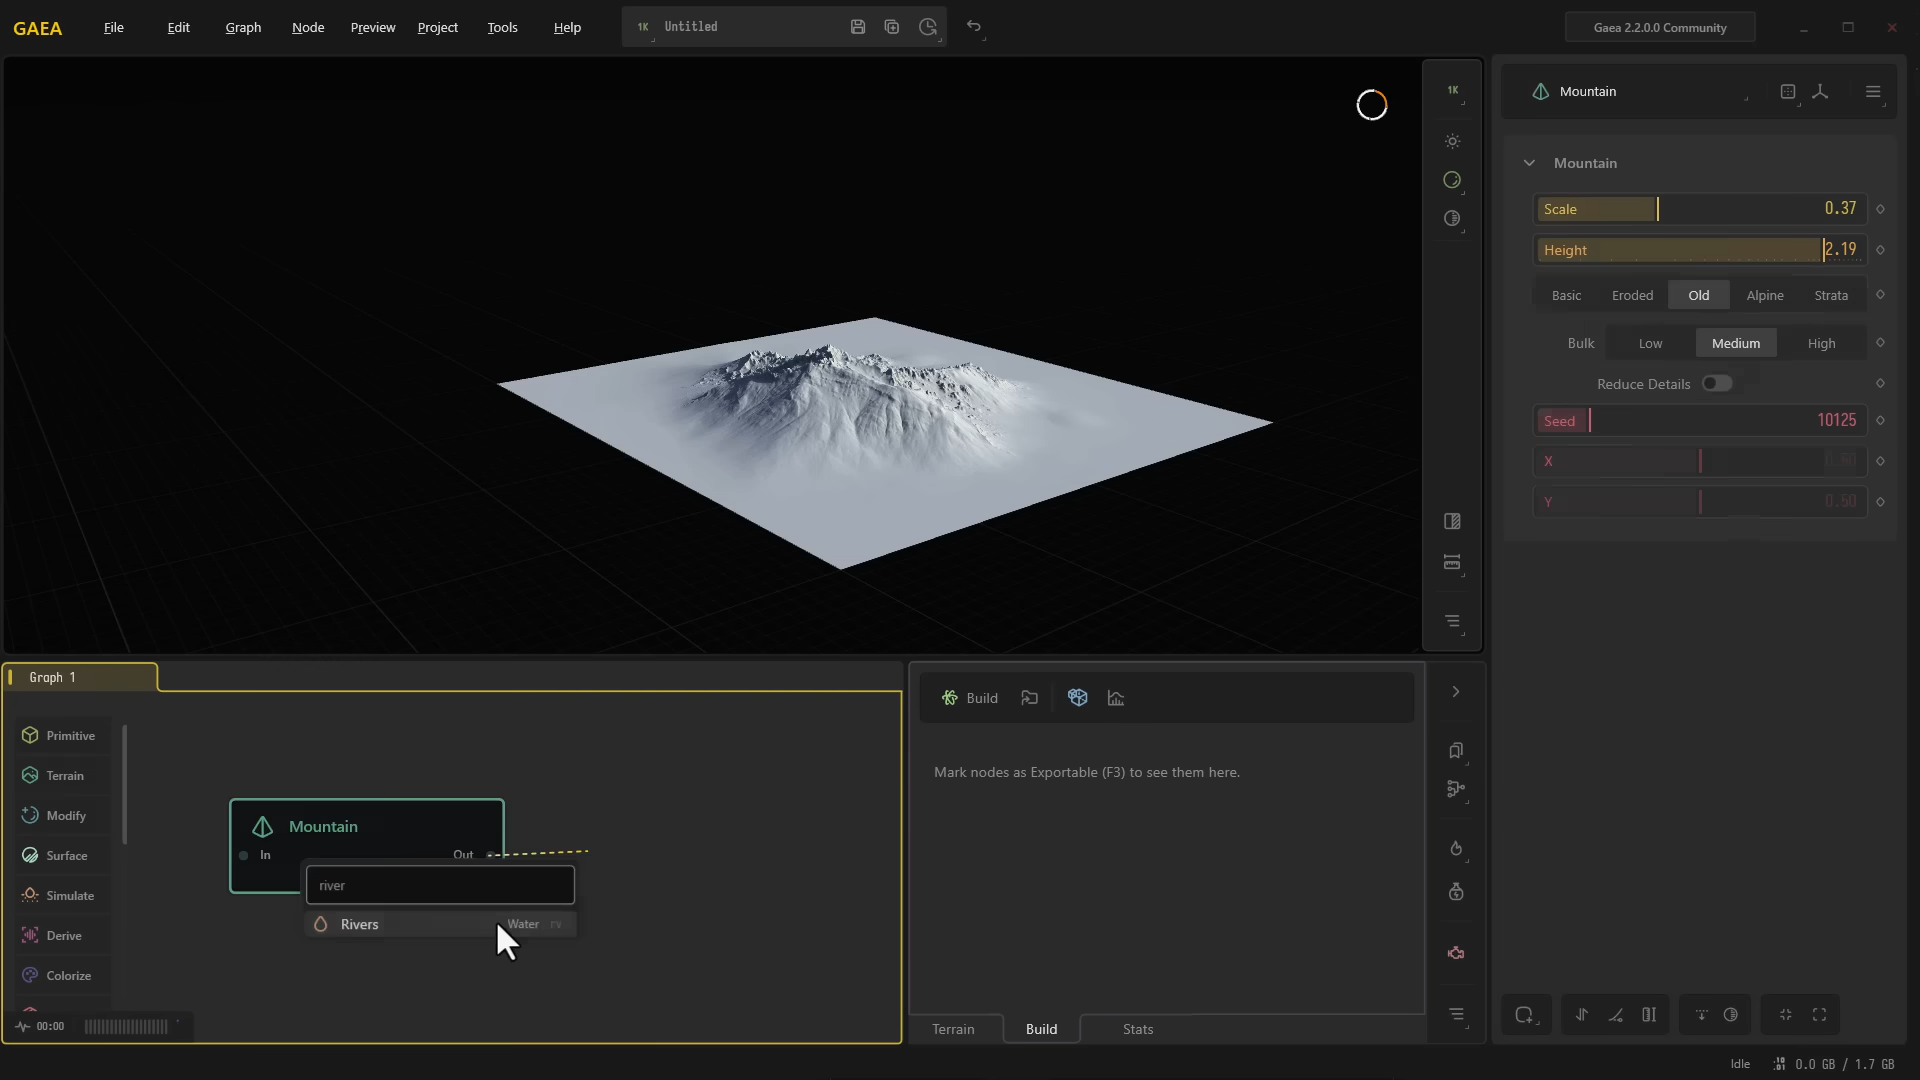 GAEA File Edit Graph Node Preview Project Tools Help 1K Untitled Gaea 2.2.0.0 Community
1K
Mountain
Mountain
Scale 0.37
Height 2.19
Basic Eroded Old Alpine Strata
Bulk Low Medium High
Reduce Details
Seed 10125
X 0.50
Y 0.50
Graph 1
Primitive
Terrain
Modify
Surface
Simulate
Derive
Colorize
00:00
Mountain
In Out
river
Rivers Water
Build
Mark nodes as Exportable (F3) to see them here.
Terrain Build Stats
Idle 0.0 GB / 1.7 GB